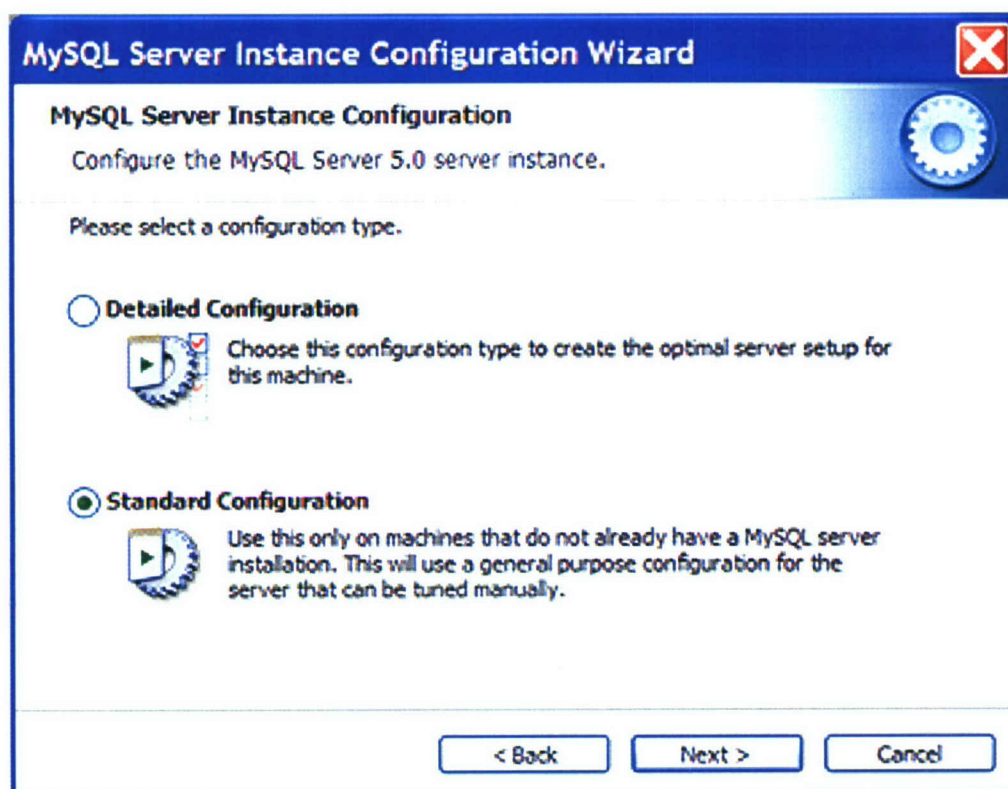 MySQL Server Instance Configuration Wizard
MySQL Server Instance Configuration
Configure the MySQL Server 5.0 server instance.
Please select a configuration type.
Detailed Configuration
Choose this configuration type to create the optimal server setup for
this machine.
Standard Configuration
Use this only on machines that do not already have a MySQL server
installation. This will use a general purpose configuration for the
server that can be tuned manually.
< Back
Next >
Cancel